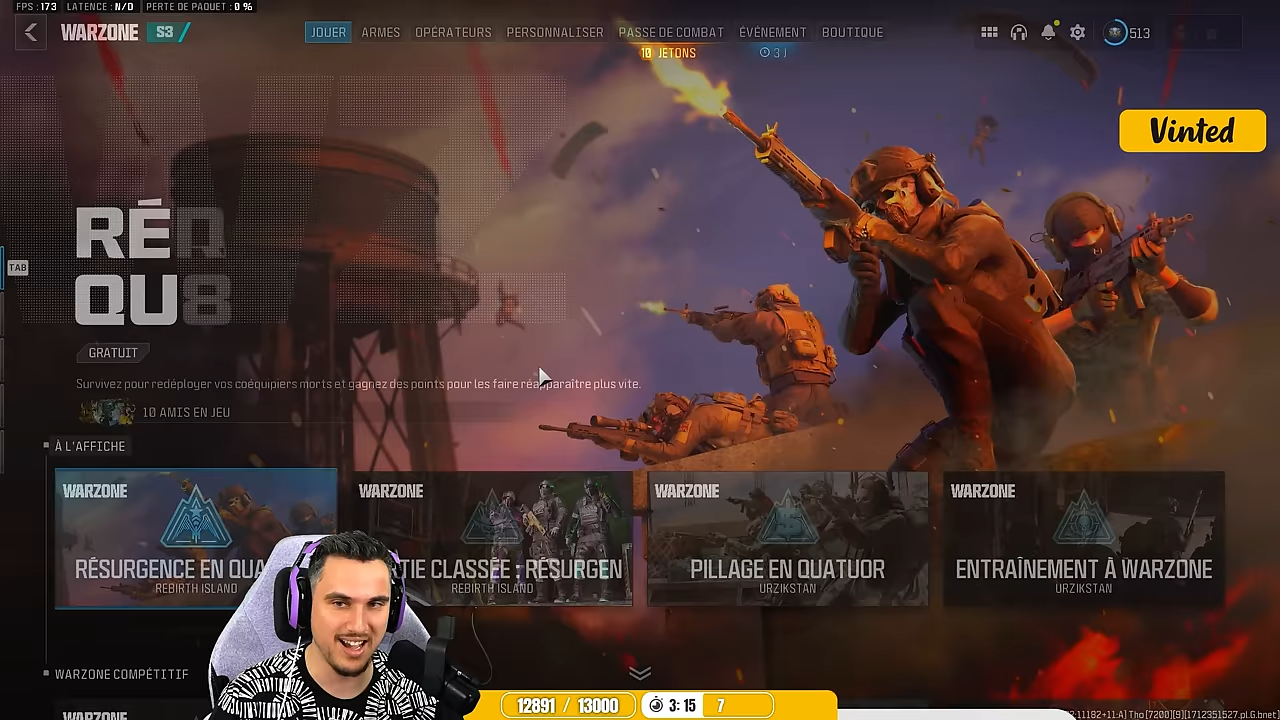 FPS : 173 LATENCE : N/D PERTE DE PAQUET : 0 %
WARZONE S3
JOUER ARMES OPÉRATEURS PERSONNALISER PASSE DE COMBAT ÉVÉNEMENT BOUTIQUE
513
10 JETONS 3 J
Vinted
TAB
GRATUIT
Survivez pour redéployer vos coéquipiers morts et gagnez des points pour les faire réapparaître plus vite.
10 AMIS EN JEU
À L'AFFICHE
WARZONE
RÉSURGENCE EN QUA
REBIRTH ISLAND
WARZONE
TIE CLASSÉE : RÉSURGEN
REBIRTH ISLAND
WARZONE
PILLAGE EN QUATUOR
URZIKSTAN
WARZONE
ENTRAÎNEMENT À WARZONE
URZIKSTAN
WARZONE COMPÉTITIF
WARZONE
12891 / 13000 3:15 7